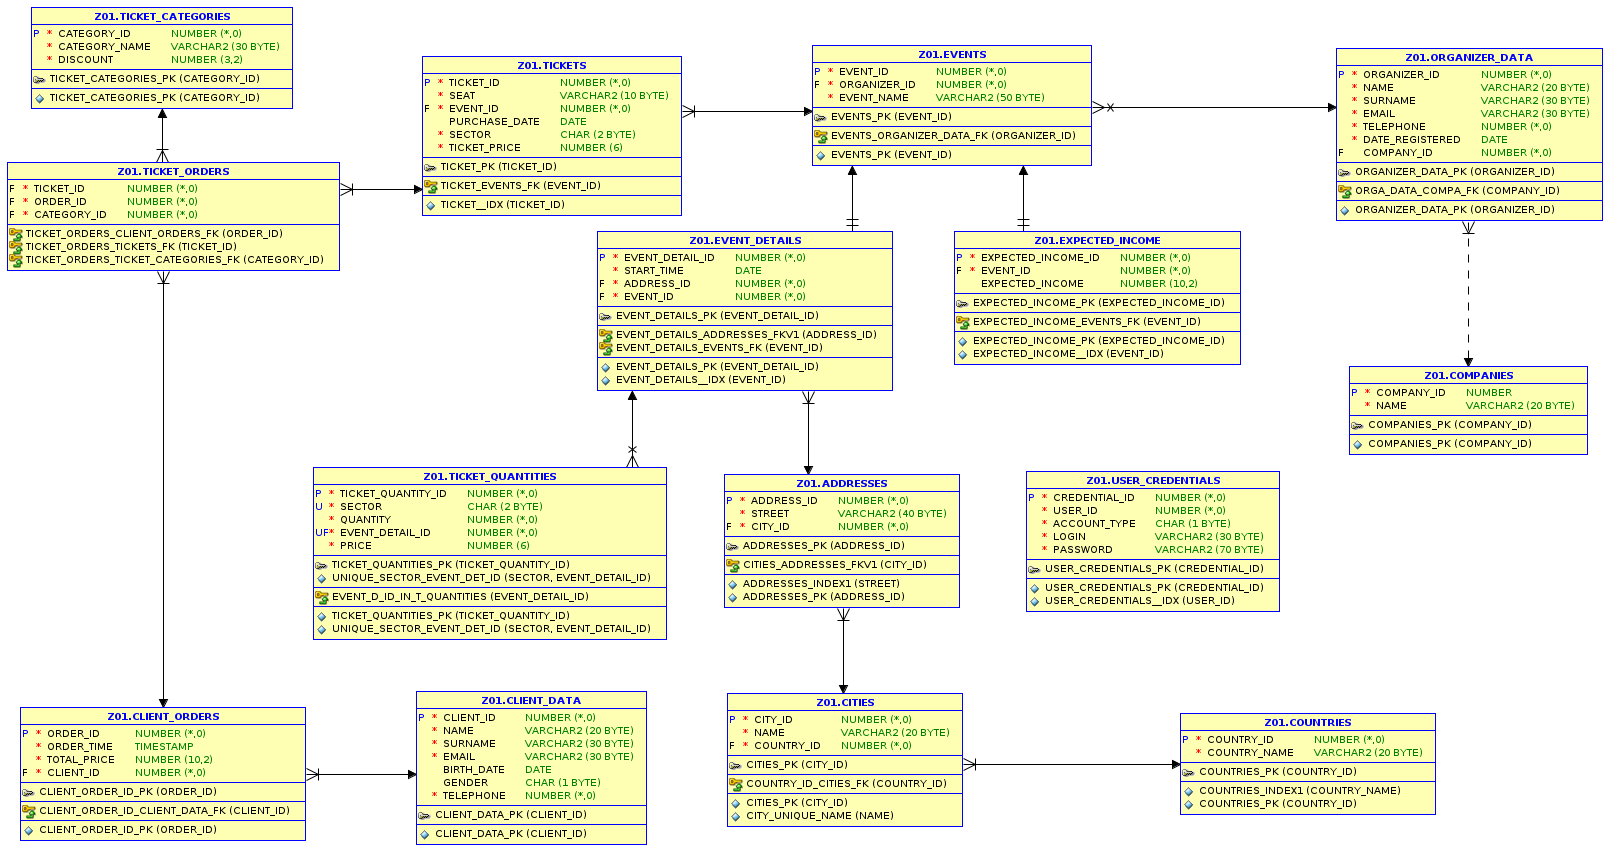 Z01.TICKET_CATEGORIES
P * CATEGORY_ID NUMBER (*,0)
* CATEGORY_NAME VARCHAR2 (30 BYTE)
* DISCOUNT NUMBER (3,2)
TICKET_CATEGORIES_PK (CATEGORY_ID)
TICKET_CATEGORIES_PK (CATEGORY_ID)
Z01.TICKETS
P * TICKET_ID NUMBER (*,0)
* SEAT VARCHAR2 (10 BYTE)
F * EVENT_ID NUMBER (*,0)
PURCHASE_DATE DATE
* SECTOR CHAR (2 BYTE)
* TICKET_PRICE NUMBER (6)
TICKET_PK (TICKET_ID)
TICKET_EVENTS_FK (EVENT_ID)
TICKET__IDX (TICKET_ID)
Z01.EVENTS
P * EVENT_ID NUMBER (*,0)
F * ORGANIZER_ID NUMBER (*,0)
* EVENT_NAME VARCHAR2 (50 BYTE)
EVENTS_PK (EVENT_ID)
EVENTS_ORGANIZER_DATA_FK (ORGANIZER_ID)
EVENTS_PK (EVENT_ID)
Z01.ORGANIZER_DATA
P * ORGANIZER_ID NUMBER (*,0)
* NAME VARCHAR2 (20 BYTE)
* SURNAME VARCHAR2 (30 BYTE)
* EMAIL VARCHAR2 (30 BYTE)
* TELEPHONE NUMBER (*,0)
* DATE_REGISTERED DATE
F COMPANY_ID NUMBER (*,0)
ORGANIZER_DATA_PK (ORGANIZER_ID)
ORGA_DATA_COMPA_FK (COMPANY_ID)
ORGANIZER_DATA_PK (ORGANIZER_ID)
Z01.TICKET_ORDERS
F * TICKET_ID NUMBER (*,0)
F * ORDER_ID NUMBER (*,0)
F * CATEGORY_ID NUMBER (*,0)
TICKET_ORDERS_CLIENT_ORDERS_FK (ORDER_ID)
TICKET_ORDERS_TICKETS_FK (TICKET_ID)
TICKET_ORDERS_TICKET_CATEGORIES_FK (CATEGORY_ID)
Z01.EVENT_DETAILS
P * EVENT_DETAIL_ID NUMBER (*,0)
* START_TIME DATE
F * ADDRESS_ID NUMBER (*,0)
F * EVENT_ID NUMBER (*,0)
EVENT_DETAILS_PK (EVENT_DETAIL_ID)
EVENT_DETAILS_ADDRESSES_FKV1 (ADDRESS_ID)
EVENT_DETAILS_EVENTS_FK (EVENT_ID)
EVENT_DETAILS_PK (EVENT_DETAIL_ID)
EVENT_DETAILS__IDX (EVENT_ID)
Z01.EXPECTED_INCOME
P * EXPECTED_INCOME_ID NUMBER (*,0)
F * EVENT_ID NUMBER (*,0)
EXPECTED_INCOME NUMBER (10,2)
EXPECTED_INCOME_PK (EXPECTED_INCOME_ID)
EXPECTED_INCOME_EVENTS_FK (EVENT_ID)
EXPECTED_INCOME_PK (EXPECTED_INCOME_ID)
EXPECTED_INCOME__IDX (EVENT_ID)
Z01.COMPANIES
P * COMPANY_ID NUMBER
* NAME VARCHAR2 (20 BYTE)
COMPANIES_PK (COMPANY_ID)
COMPANIES_PK (COMPANY_ID)
Z01.TICKET_QUANTITIES
P * TICKET_QUANTITY_ID NUMBER (*,0)
U * SECTOR CHAR (2 BYTE)
* QUANTITY NUMBER (*,0)
UF* EVENT_DETAIL_ID NUMBER (*,0)
* PRICE NUMBER (6)
TICKET_QUANTITIES_PK (TICKET_QUANTITY_ID)
UNIQUE_SECTOR_EVENT_DET_ID (SECTOR, EVENT_DETAIL_ID)
EVENT_D_ID_IN_T_QUANTITIES (EVENT_DETAIL_ID)
TICKET_QUANTITIES_PK (TICKET_QUANTITY_ID)
UNIQUE_SECTOR_EVENT_DET_ID (SECTOR, EVENT_DETAIL_ID)
Z01.ADDRESSES
P * ADDRESS_ID NUMBER (*,0)
* STREET VARCHAR2 (40 BYTE)
F * CITY_ID NUMBER (*,0)
ADDRESSES_PK (ADDRESS_ID)
CITIES_ADDRESSES_FKV1 (CITY_ID)
ADDRESSES_INDEX1 (STREET)
ADDRESSES_PK (ADDRESS_ID)
Z01.USER_CREDENTIALS
P * CREDENTIAL_ID NUMBER (*,0)
* USER_ID NUMBER (*,0)
* ACCOUNT_TYPE CHAR (1 BYTE)
* LOGIN VARCHAR2 (30 BYTE)
* PASSWORD VARCHAR2 (70 BYTE)
USER_CREDENTIALS_PK (CREDENTIAL_ID)
USER_CREDENTIALS_PK (CREDENTIAL_ID)
USER_CREDENTIALS__IDX (USER_ID)
Z01.CLIENT_ORDERS
P * ORDER_ID NUMBER (*,0)
* ORDER_TIME TIMESTAMP
* TOTAL_PRICE NUMBER (10,2)
F * CLIENT_ID NUMBER (*,0)
CLIENT_ORDER_ID_PK (ORDER_ID)
CLIENT_ORDER_ID_CLIENT_DATA_FK (CLIENT_ID)
CLIENT_ORDER_ID_PK (ORDER_ID)
Z01.CLIENT_DATA
P * CLIENT_ID NUMBER (*,0)
* NAME VARCHAR2 (20 BYTE)
* SURNAME VARCHAR2 (30 BYTE)
* EMAIL VARCHAR2 (30 BYTE)
BIRTH_DATE DATE
GENDER CHAR (1 BYTE)
* TELEPHONE NUMBER (*,0)
CLIENT_DATA_PK (CLIENT_ID)
CLIENT_DATA_PK (CLIENT_ID)
Z01.CITIES
P * CITY_ID NUMBER (*,0)
* NAME VARCHAR2 (20 BYTE)
F * COUNTRY_ID NUMBER (*,0)
CITIES_PK (CITY_ID)
COUNTRY_ID_CITIES_FK (COUNTRY_ID)
CITIES_PK (CITY_ID)
CITY_UNIQUE_NAME (NAME)
Z01.COUNTRIES
P * COUNTRY_ID NUMBER (*,0)
* COUNTRY_NAME VARCHAR2 (20 BYTE)
COUNTRIES_PK (COUNTRY_ID)
COUNTRIES_INDEX1 (COUNTRY_NAME)
COUNTRIES_PK (COUNTRY_ID)